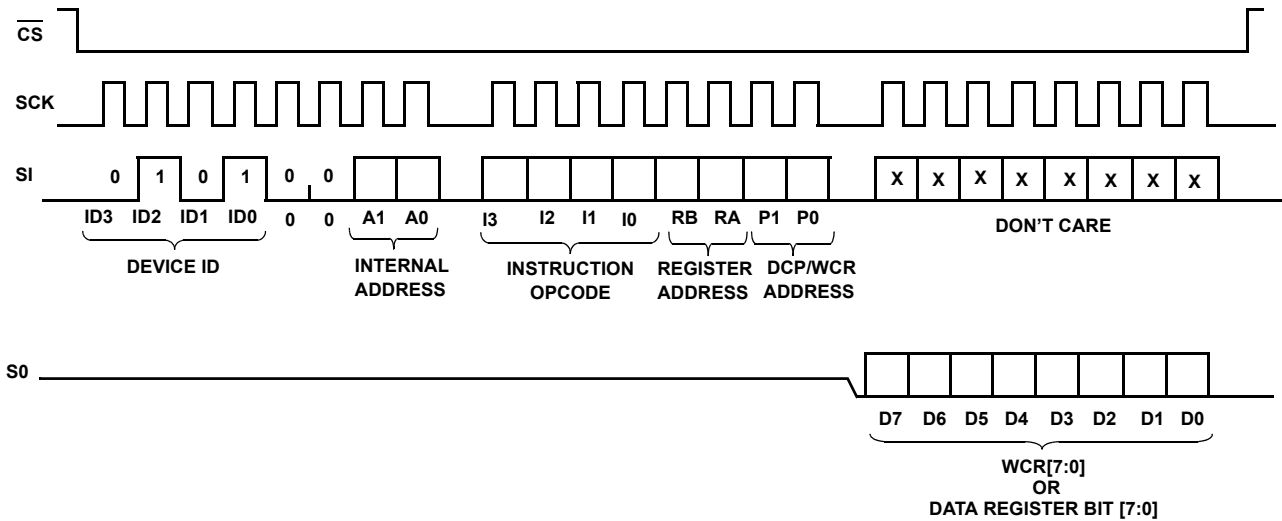 CS
SCK
SI
0 1 0 1 0 0
X X X X X X X X
ID3 ID2 ID1 ID0 0 0 A1 A0 I3 I2 I1 I0 RB RA P1 P0
DON'T CARE
DEVICE ID
INTERNAL
ADDRESS
INSTRUCTION
OPCODE
REGISTER
ADDRESS
DCP/WCR
ADDRESS
S0
D7 D6 D5 D4 D3 D2 D1 D0
WCR[7:0]
OR
DATA REGISTER BIT [7:0]